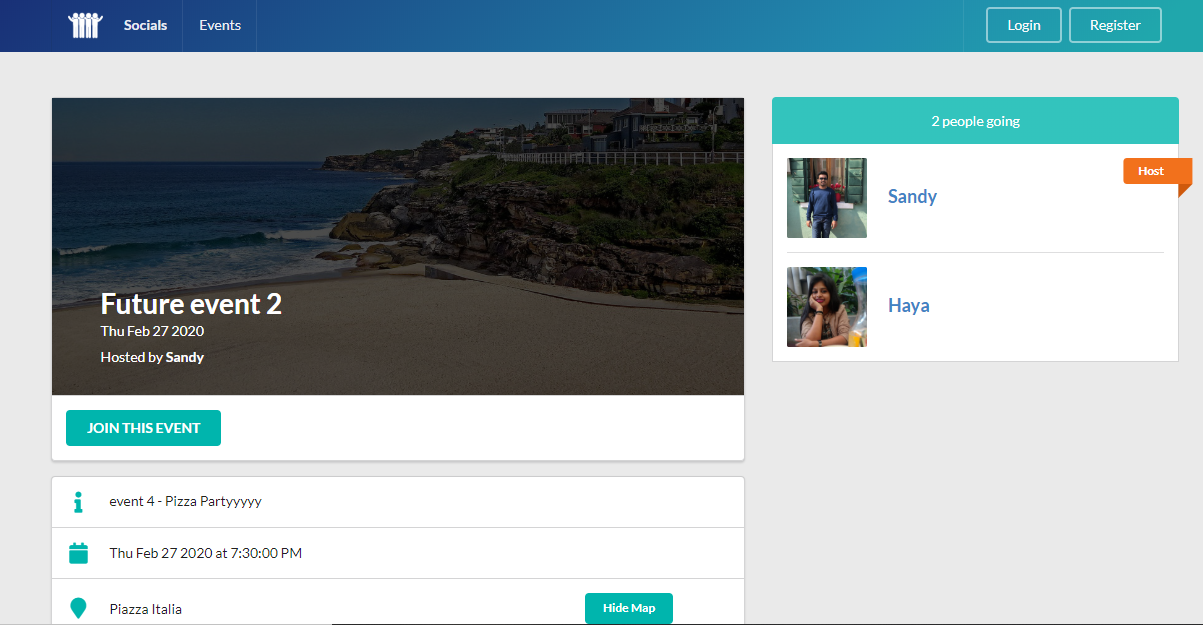 Socials
Events
Login
Register
Future event 2
Thu Feb 27 2020
Hosted by Sandy
JOIN THIS EVENT
event 4 - Pizza Partyyyyy
Thu Feb 27 2020 at 7:30:00 PM
Piazza Italia
Hide Map
2 people going
Host
Sandy
Haya